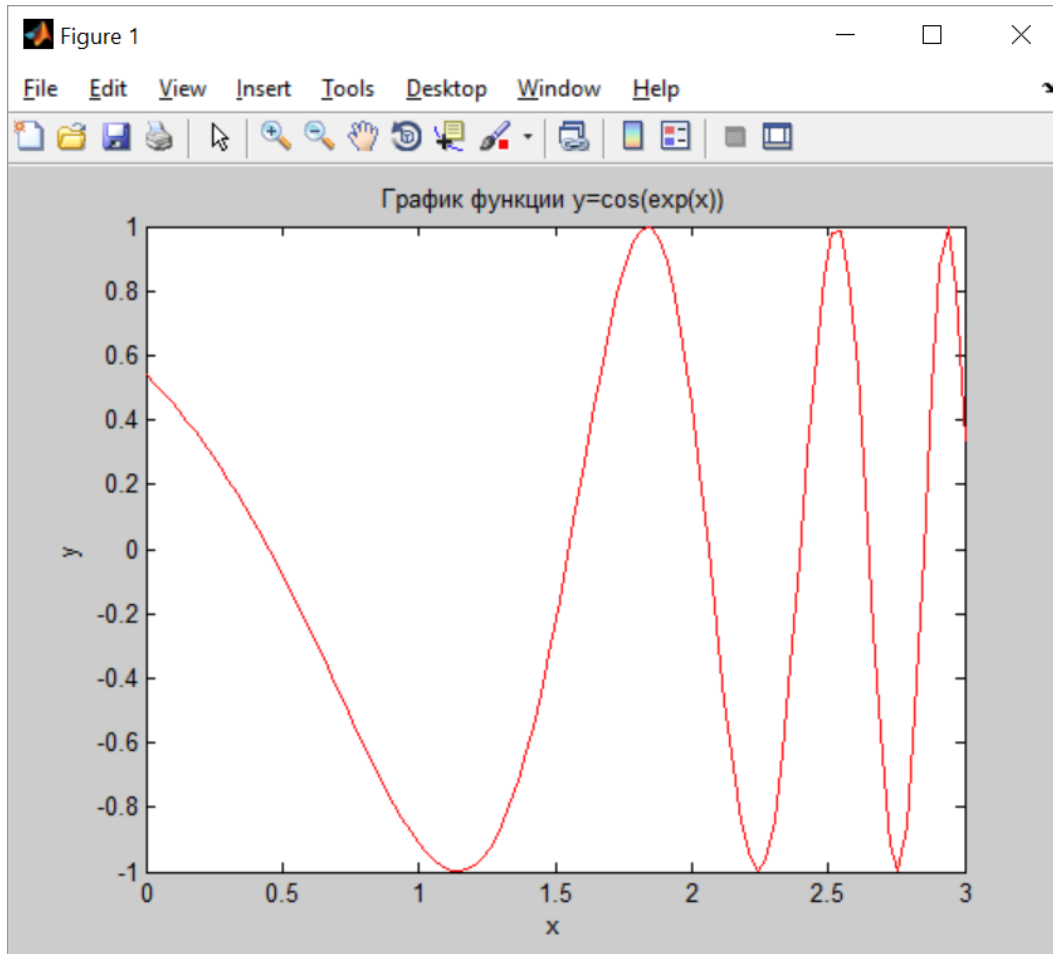 Figure 1
File Edit View Insert Tools Desktop Window Help
График функции y=cos(exp(x))
1
0.8
0.6
0.4
0.2
0
-0.2
-0.4
-0.6
-0.8
-1
y
0 0.5 1 1.5 2 2.5 3
x